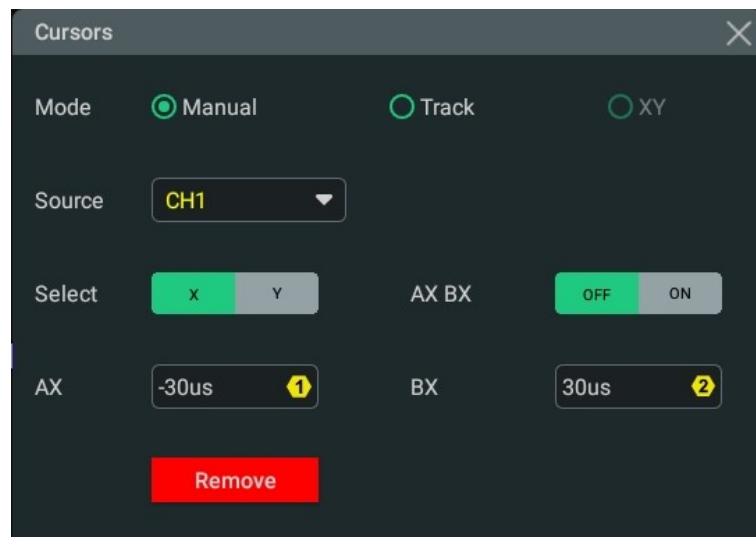 Cursors
Mode Manual Track XY
Source CH1
Select X Y AX BX OFF ON
AX -30us 1 BX 30us 2
Remove